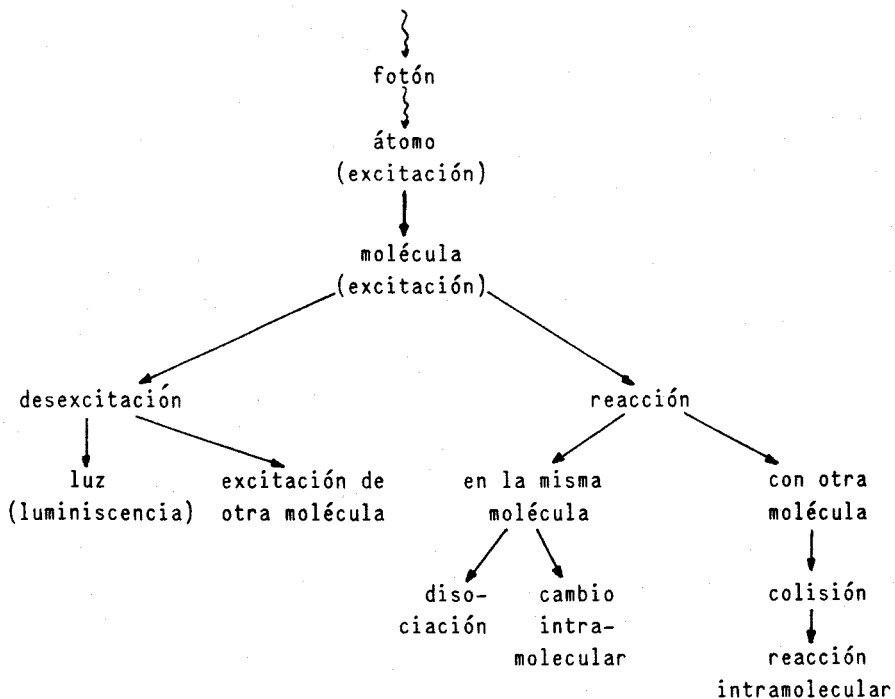 fotón
átomo
(excitación)
molécula
(excitación)
desexcitación
reacción
luz
(luminiscencia)
excitación de
otra molécula
en la misma
molécula
con otra
molécula
diso-
ciación
cambio
intra-
molecular
colisión
reacción
intramolecular